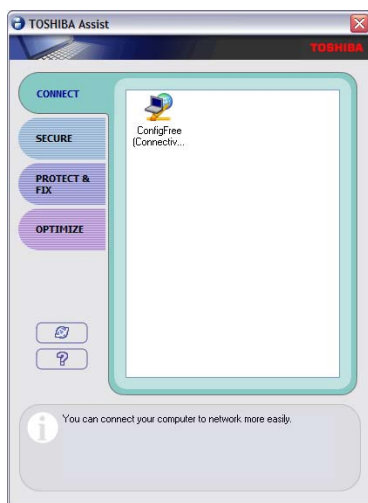 TOSHIBA Assist
TOSHIBA
CONNECT
SECURE
PROTECT &
FIX
OPTIMIZE
ConfigFree
(Connectiv...
?
i
You can connect your computer to network more easily.